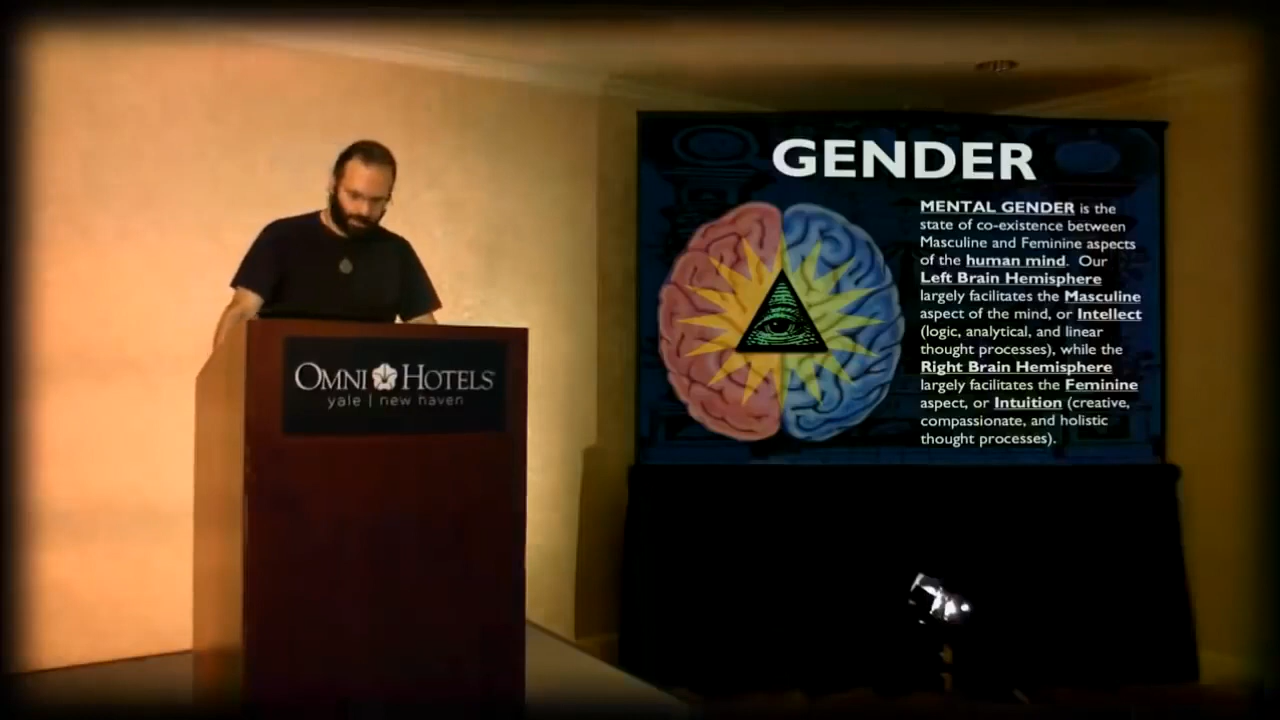 OMNI HOTELS
yale | new haven
GENDER
MENTAL GENDER is the
state of co-existence between
Masculine and Feminine aspects
of the human mind. Our
Left Brain Hemisphere
largely facilitates the Masculine
aspect of the mind, or Intellect
(logic, analytical, and linear
thought processes), while the
Right Brain Hemisphere
largely facilitates the Feminine
aspect, or Intuition (creative,
compassionate, and holistic
thought processes).